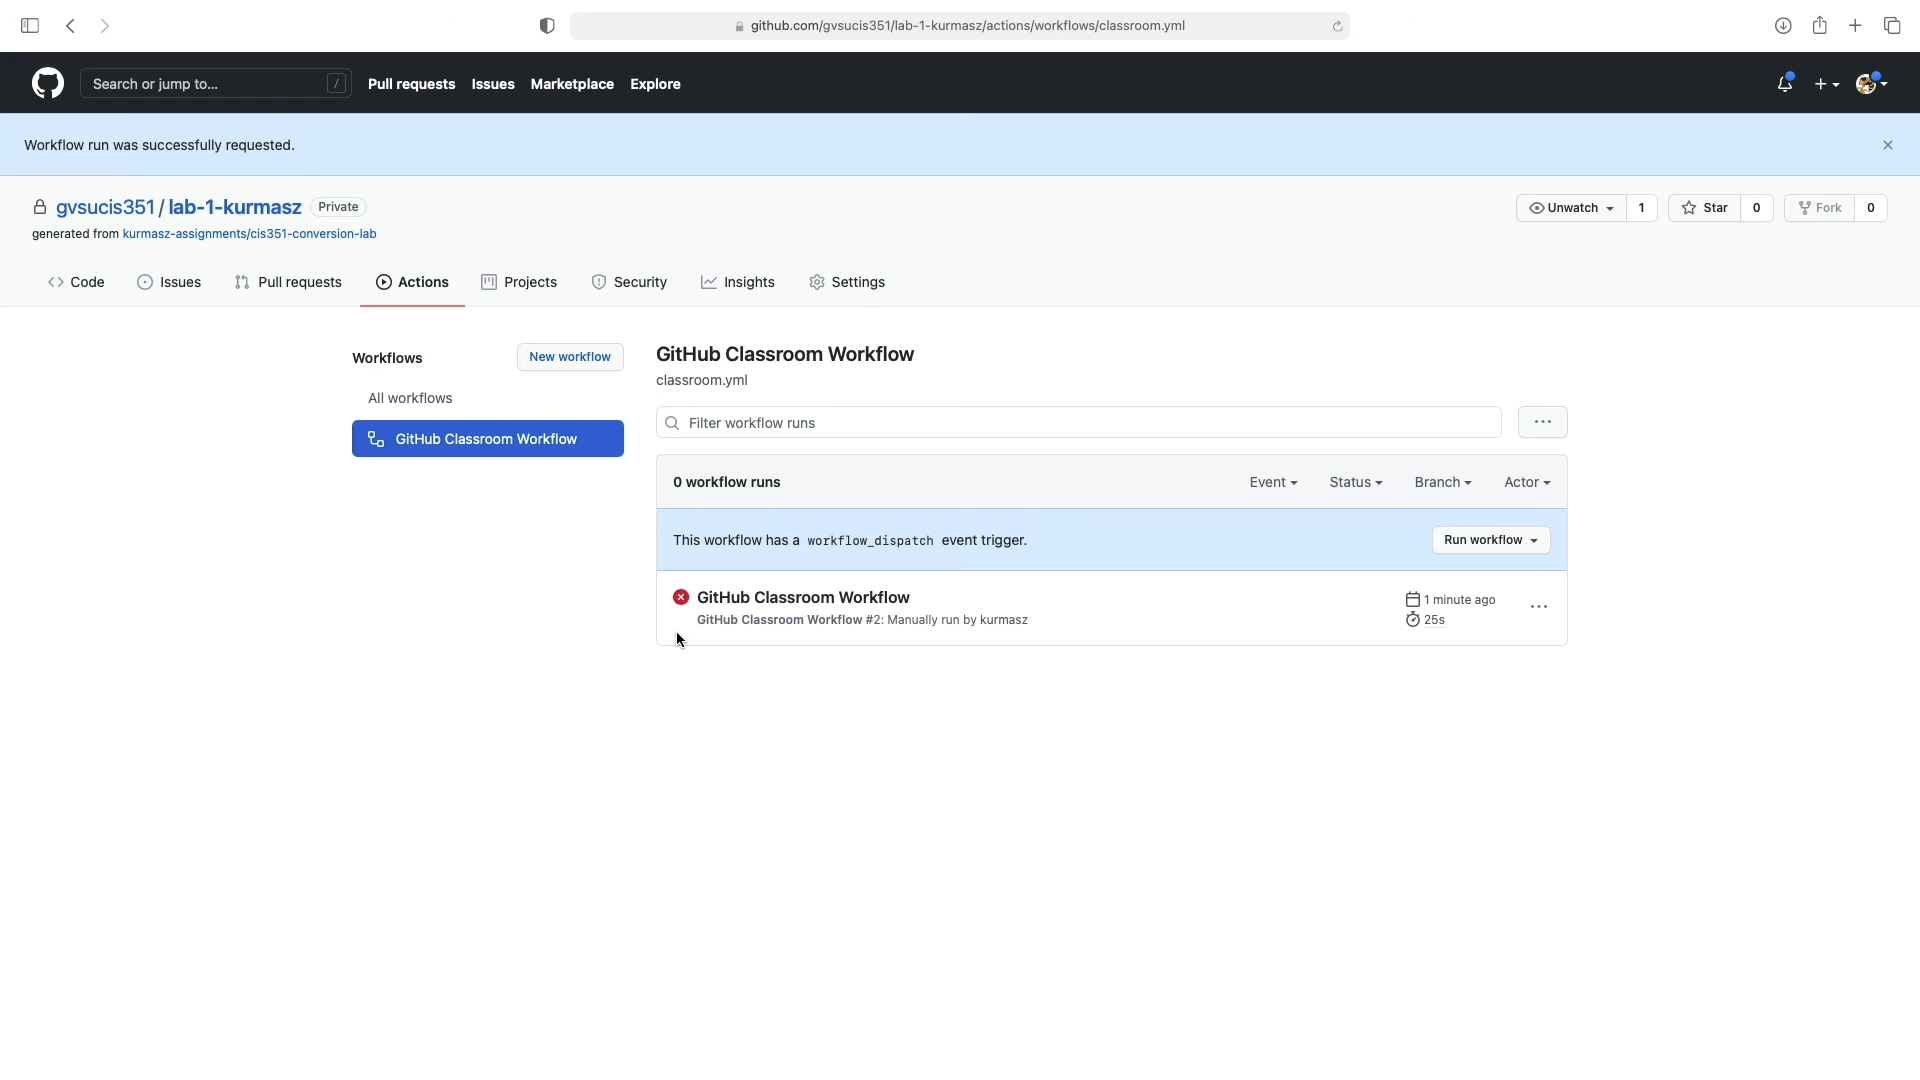 github.com/gvsucis351/lab-1-kurmasz/actions/workflows/classroom.yml
Search or jump to... /
Pull requests Issues Marketplace Explore
Workflow run was successfully requested.
gvsucis351 / lab-1-kurmasz Private
Unwatch 1 Star 0 Fork 0
generated from kurmasz-assignments/cis351-conversion-lab
Code Issues Pull requests Actions Projects Security Insights Settings
Workflows New workflow
All workflows
GitHub Classroom Workflow
GitHub Classroom Workflow
classroom.yml
Filter workflow runs
0 workflow runs Event Status Branch Actor
This workflow has a workflow_dispatch event trigger. Run workflow
GitHub Classroom Workflow
GitHub Classroom Workflow #2: Manually run by kurmasz
1 minute ago
25s